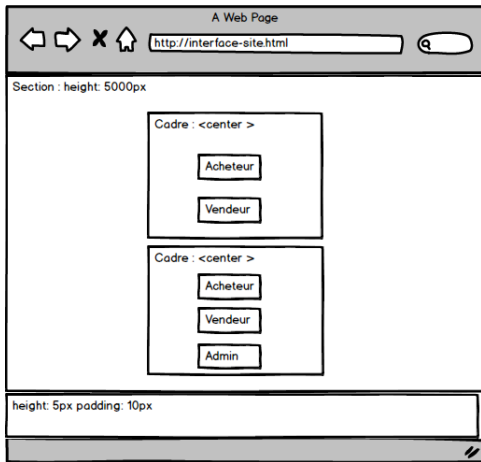 A Web Page
http://interface-site.html
Section : height: 5000px
Cadre : <center >
Acheteur
Vendeur
Cadre : <center >
Acheteur
Vendeur
Admin
height: 5px padding: 10px